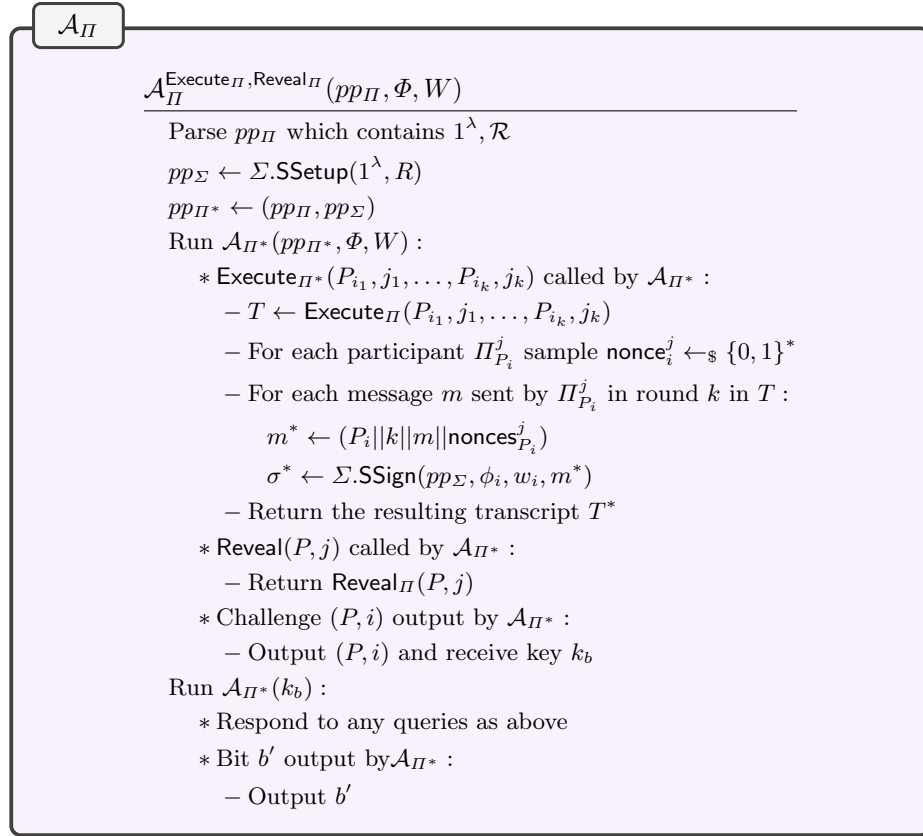 𝒜_Π
𝒜_Π^{Execute_Π,Reveal_Π}(pp_Π, Φ, W)
Parse pp_Π which contains 1^λ, ℛ
pp_Σ ← Σ.SSetup(1^λ, R)
pp_{Π*} ← (pp_Π, pp_Σ)
Run 𝒜_{Π*}(pp_{Π*}, Φ, W) :
∗ Execute_{Π*}(P_{i_1}, j_1, …, P_{i_k}, j_k) called by 𝒜_{Π*} :
− T ← Execute_Π(P_{i_1}, j_1, …, P_{i_k}, j_k)
− For each participant Π_{P_i}^j sample nonce_i^j ←_$ {0, 1}^*
− For each message m sent by Π_{P_i}^j in round k in T :
m^* ← (P_i||k||m||nonces_{P_i}^j)
σ^* ← Σ.SSign(pp_Σ, ϕ_i, w_i, m^*)
− Return the resulting transcript T^*
∗ Reveal(P, j) called by 𝒜_{Π*} :
− Return Reveal_Π(P, j)
∗ Challenge (P, i) output by 𝒜_{Π*} :
− Output (P, i) and receive key k_b
Run 𝒜_{Π*}(k_b) :
∗ Respond to any queries as above
∗ Bit b′ output by𝒜_{Π*} :
− Output b′